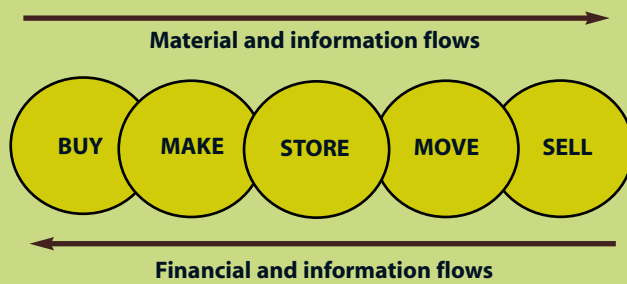 Material and information flows
BUY MAKE STORE MOVE SELL
Financial and information flows